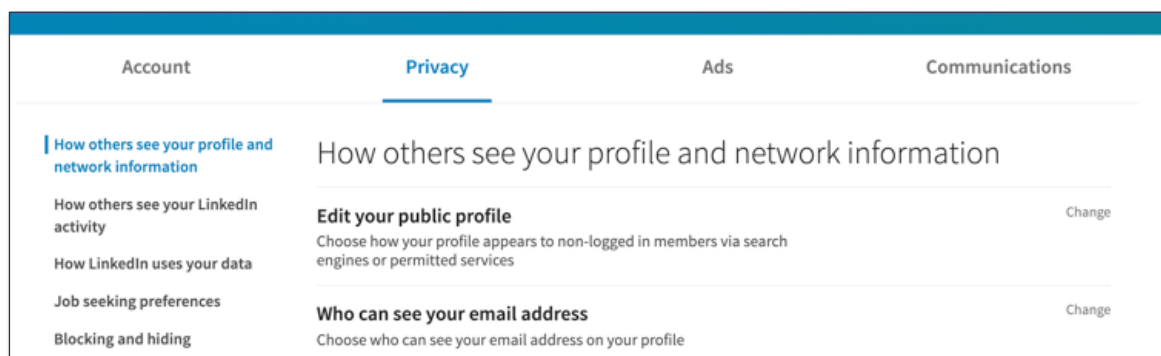 Account Privacy Ads Communications
How others see your profile and
network information
How others see your LinkedIn
activity
How LinkedIn uses your data
Job seeking preferences
Blocking and hiding
How others see your profile and network information
Edit your public profile Change
Choose how your profile appears to non-logged in members via search
engines or permitted services
Who can see your email address Change
Choose who can see your email address on your profile